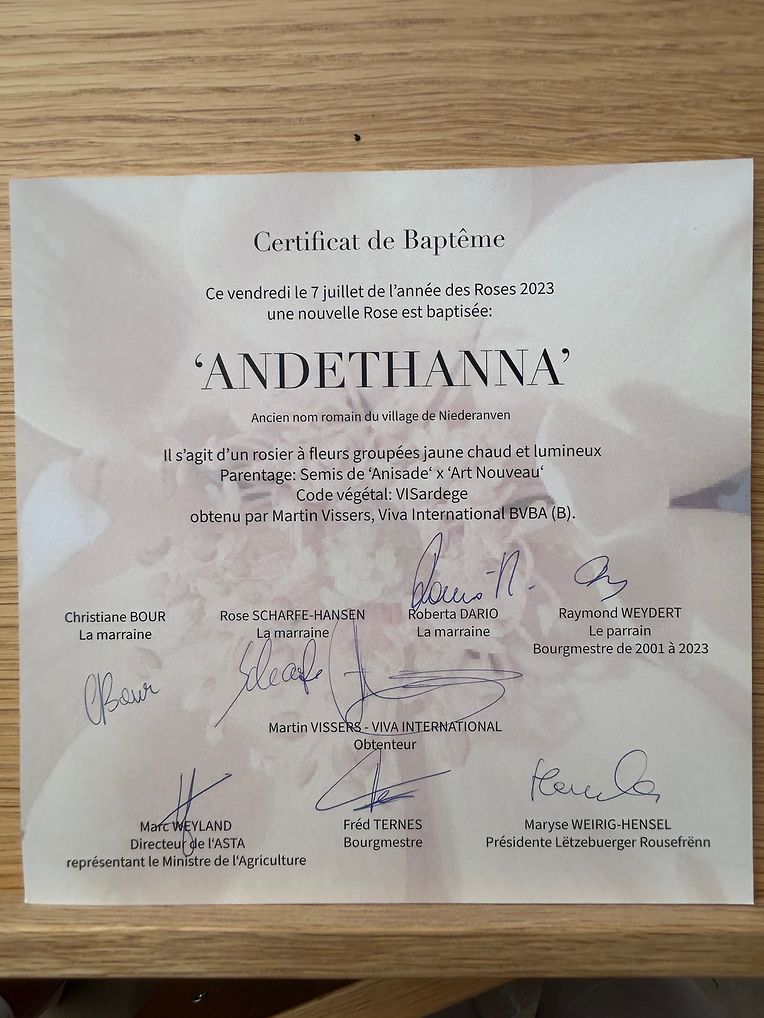 Certificat de Baptême
Ce vendredi le 7 juillet de l'année des Roses 2023
une nouvelle Rose est baptisée:
‘ANDETHANNA’
Ancien nom romain du village de Niederanven
Il s'agit d'un rosier à fleurs groupées jaune chaud et lumineux
Parentage: Semis de ‘Anisade‘ x ‘Art Nouveau‘
Code végétal: VISardege
obtenu par Martin Vissers, Viva International BVBA (B).
Christiane BOUR
La marraine
Rose SCHARFE-HANSEN
La marraine
Roberta DARIO
La marraine
Raymond WEYDERT
Le parrain
Bourgmestre de 2001 à 2023
CBour
Scharfe
Martin VISSERS - VIVA INTERNATIONAL
Obtenteur
Marc WEYLAND
Directeur de l‘ASTA
représentant le Ministre de l‘Agriculture
Fréd TERNES
Bourgmestre
Maryse WEIRIG-HENSEL
Présidente Lëtzebuerger Rousefrënn